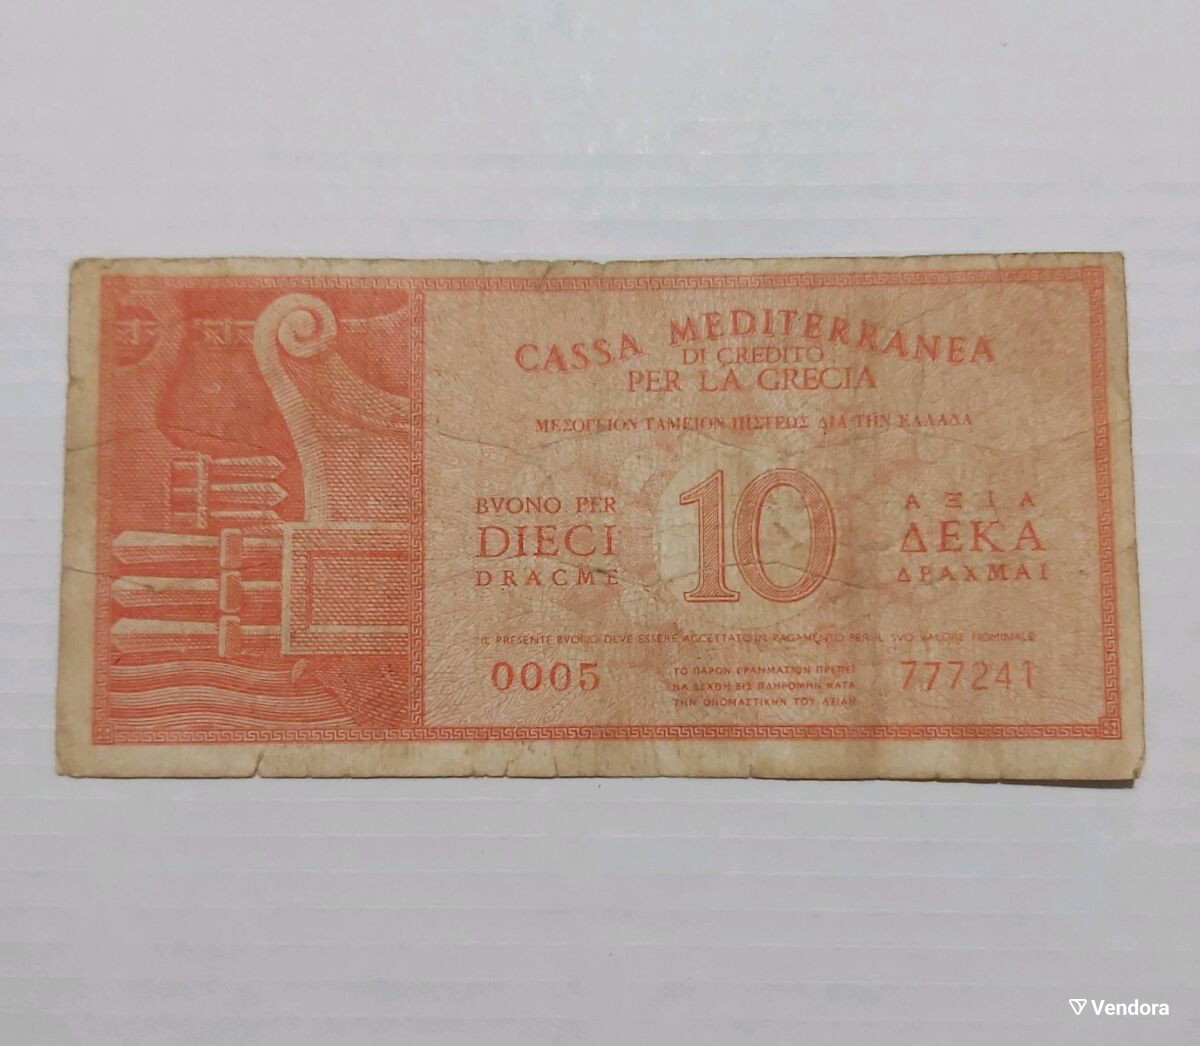 CASSA MEDITERRANEA
DI CREDITO
PER LA GRECIA
ΜΕΣΟΓΕΙΟΝ ΤΑΜΕΙΟΝ ΠΙΣΤΕΩΣ ΔΙΑ ΤΗΝ ΕΛΛΑΔΑ
BVONO PER
DIECI
DRACME
10
ΑΞΙΑ
ΔΕΚΑ
ΔΡΑΧΜΑΙ
IL PRESENTE BVONO DEVE ESSERE ACCETTATO IN PAGAMENTO PER IL SVO VALORE NOMINALE
0005
ΤΟ ΠΑΡΟΝ ΓΡΑΜΜΑΤΙΟΝ ΠΡΕΠΕΙ
ΝΑ ΔΕΧΘΗ ΕΙΣ ΠΛΗΡΩΜΗΝ ΚΑΤΑ
ΤΗΝ ΟΝΟΜΑΣΤΙΚΗΝ ΤΟΥ ΑΞΙΑΝ
777241
Vendora